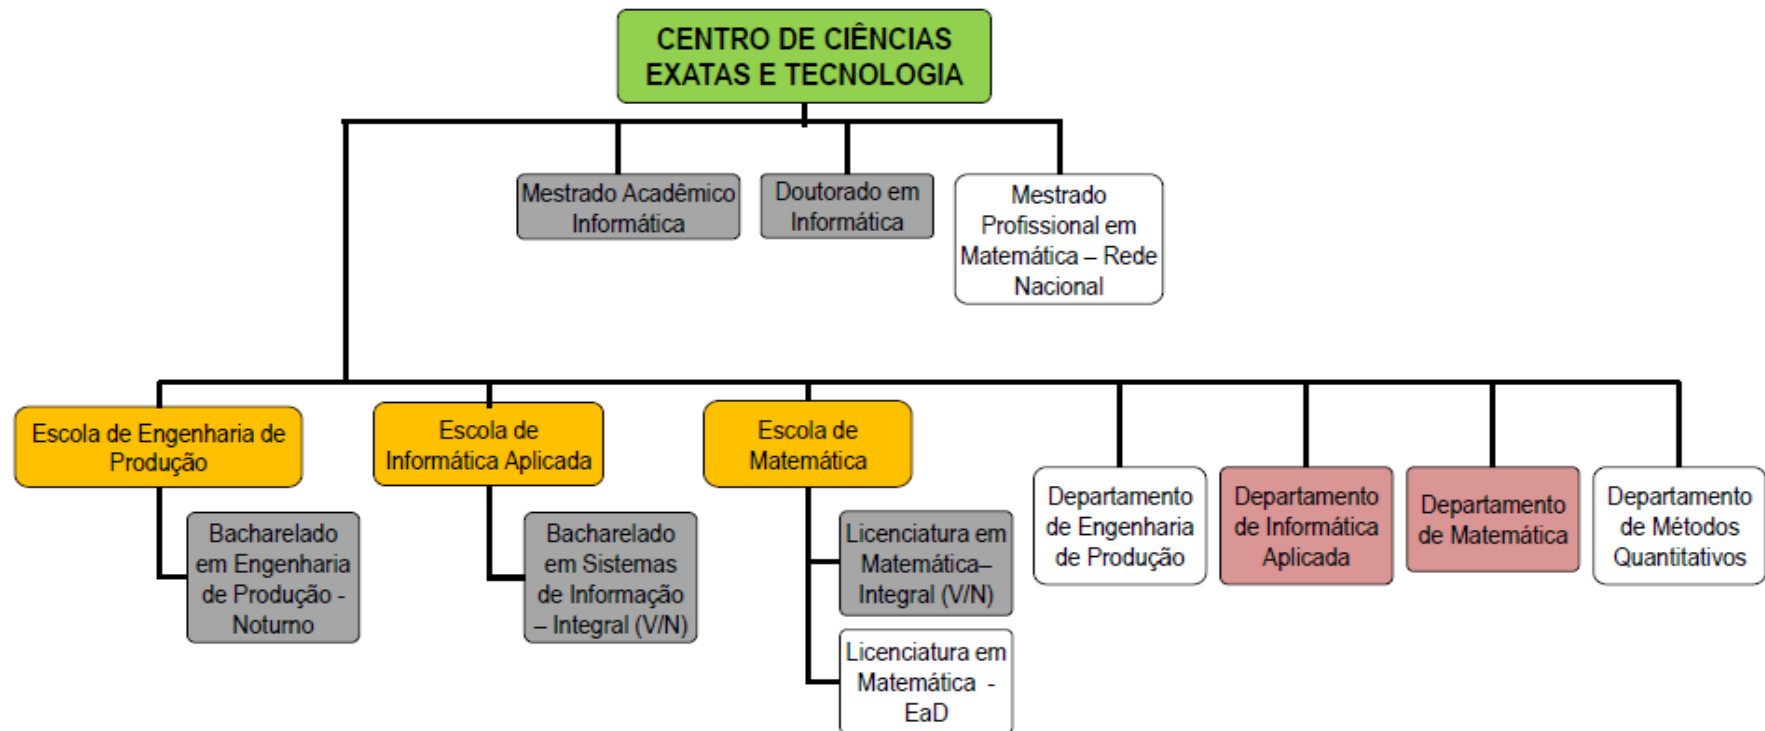 CENTRO DE CIÊNCIAS
EXATAS E TECNOLOGIA
Mestrado Acadêmico
Informática
Doutorado em
Informática
Mestrado
Profissional em
Matemática – Rede
Nacional
Escola de Engenharia de
Produção
Escola de
Informática Aplicada
Escola de
Matemática
Departamento
de Engenharia
de Produção
Departamento
de Informática
Aplicada
Departamento
de Matemática
Departamento
de Métodos
Quantitativos
Bacharelado
em Engenharia
de Produção -
Noturno
Bacharelado
em Sistemas
de Informação
– Integral (V/N)
Licenciatura em
Matemática–
Integral (V/N)
Licenciatura em
Matemática -
EaD